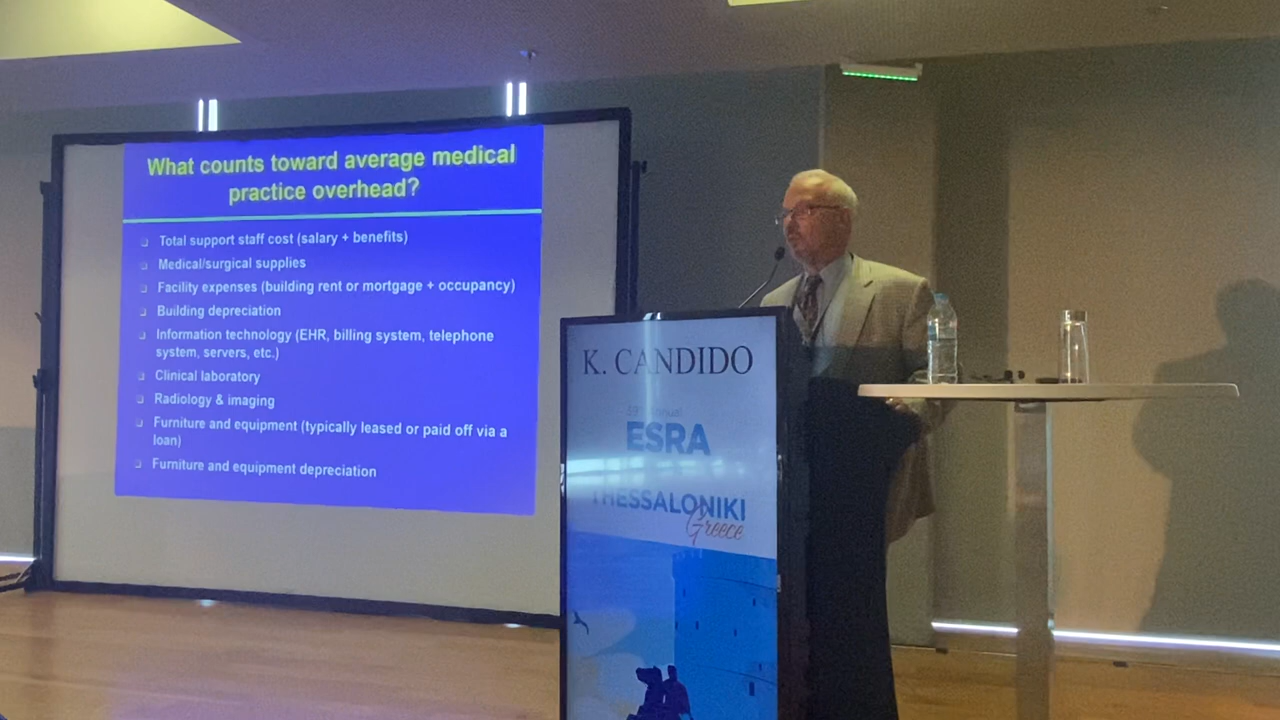 What counts toward average medical
practice overhead?
Total support staff cost (salary + benefits)
Medical/surgical supplies
Facility expenses (building rent or mortgage + occupancy)
Building depreciation
Information technology (EHR, billing system, telephone
system, servers, etc.)
Clinical laboratory
Radiology & imaging
Furniture and equipment (typically leased or paid off via a
loan)
Furniture and equipment depreciation
K. CANDIDO
Annual
ESRA
THESSALONIKI
Greece